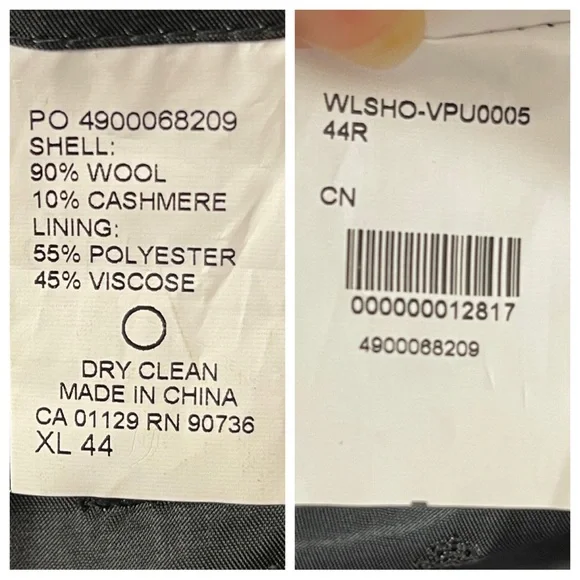 PO 4900068209
SHELL:
90% WOOL
10% CASHMERE
LINING:
55% POLYESTER
45% VISCOSE
DRY CLEAN
MADE IN CHINA
CA 01129 RN 90736
XL 44
WLSHO-VPU0005
44R
CN
000000012817
4900068209